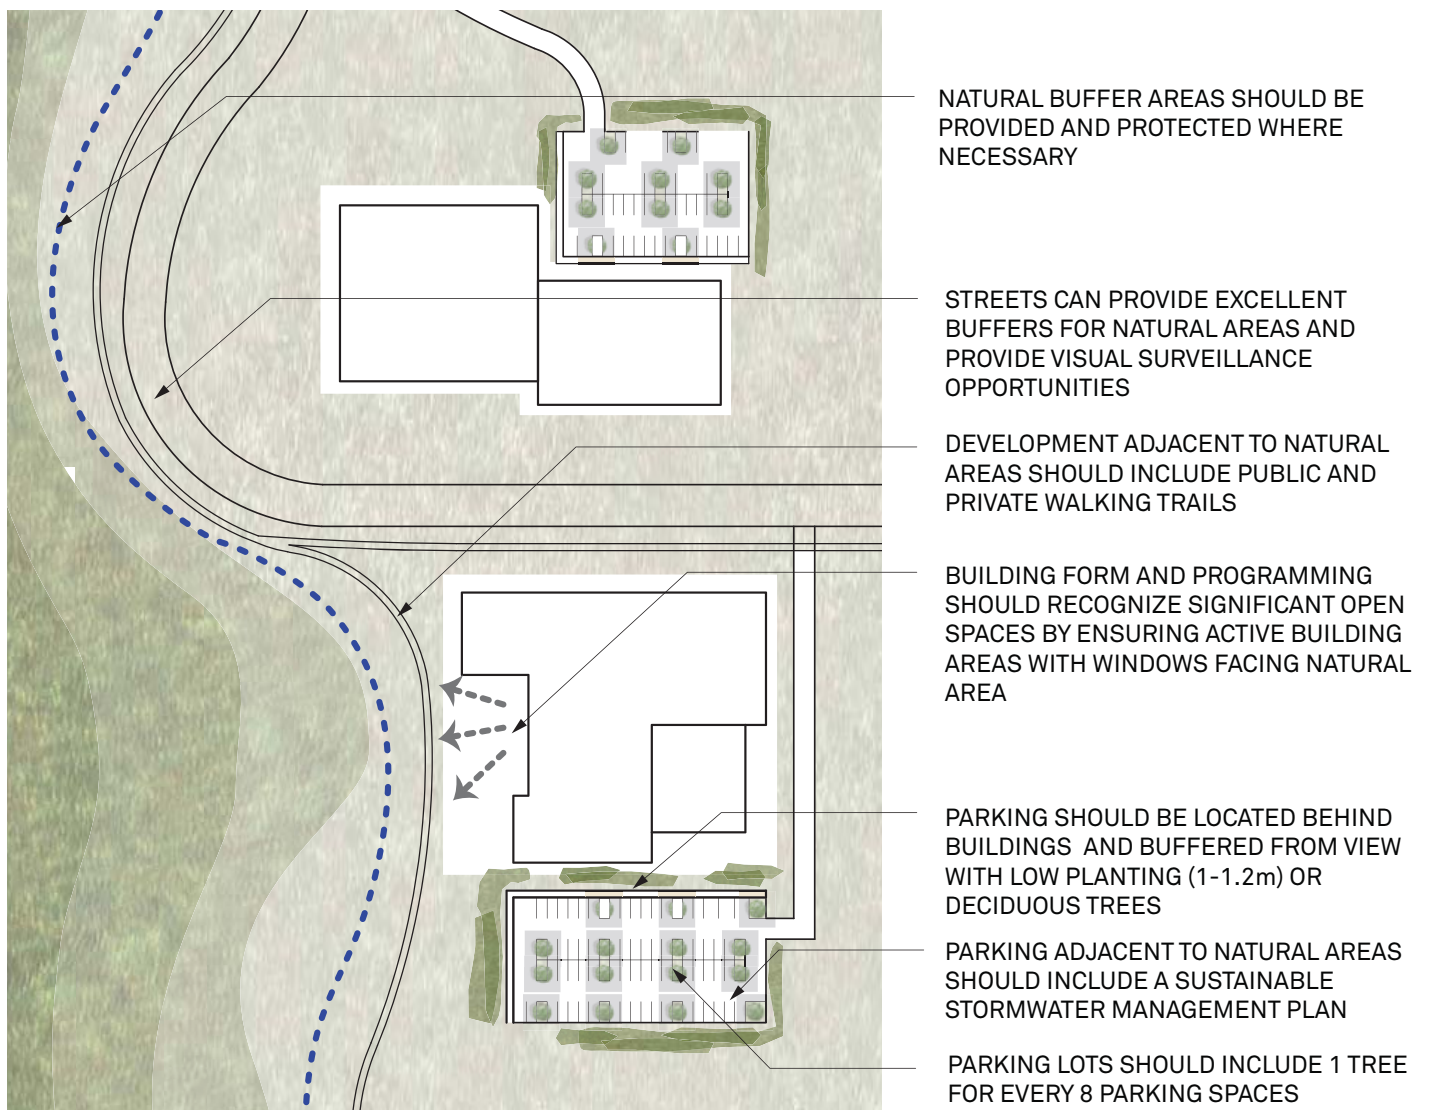 NATURAL BUFFER AREAS SHOULD BE
PROVIDED AND PROTECTED WHERE
NECESSARY
STREETS CAN PROVIDE EXCELLENT
BUFFERS FOR NATURAL AREAS AND
PROVIDE VISUAL SURVEILLANCE
OPPORTUNITIES
DEVELOPMENT ADJACENT TO NATURAL
AREAS SHOULD INCLUDE PUBLIC AND
PRIVATE WALKING TRAILS
BUILDING FORM AND PROGRAMMING
SHOULD RECOGNIZE SIGNIFICANT OPEN
SPACES BY ENSURING ACTIVE BUILDING
AREAS WITH WINDOWS FACING NATURAL
AREA
PARKING SHOULD BE LOCATED BEHIND
BUILDINGS AND BUFFERED FROM VIEW
WITH LOW PLANTING (1-1.2m) OR
DECIDUOUS TREES
PARKING ADJACENT TO NATURAL AREAS
SHOULD INCLUDE A SUSTAINABLE
STORMWATER MANAGEMENT PLAN
PARKING LOTS SHOULD INCLUDE 1 TREE
FOR EVERY 8 PARKING SPACES